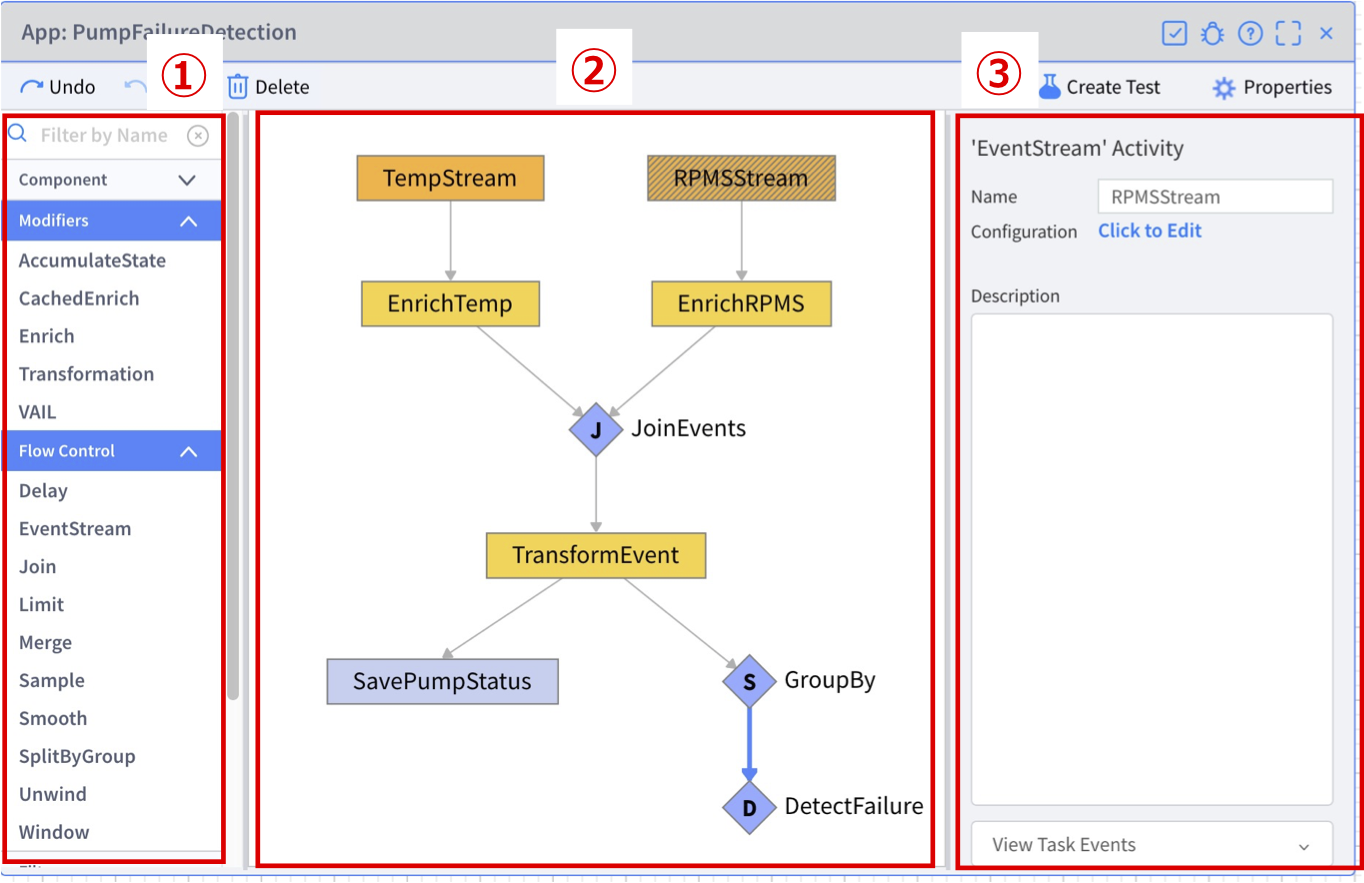 App: PumpFailureDetection
Undo
Delete
Create Test
Properties
①
②
③
Filter by Name
Component
Modifiers
AccumulateState
CachedEnrich
Enrich
Transformation
VAIL
Flow Control
Delay
EventStream
Join
Limit
Merge
Sample
Smooth
SplitByGroup
Unwind
Window
TempStream
RPMSStream
EnrichTemp
EnrichRPMS
J
JoinEvents
TransformEvent
SavePumpStatus
S
GroupBy
D
DetectFailure
'EventStream' Activity
Name
RPMSStream
Configuration
Click to Edit
Description
View Task Events